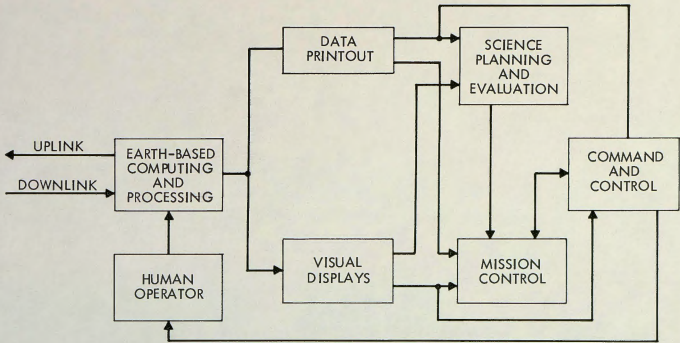 DATA
PRINTOUT
SCIENCE
PLANNING
AND
EVALUATION
UPLINK
DOWNLINK
EARTH-BASED
COMPUTING
AND
PROCESSING
COMMAND
AND
CONTROL
HUMAN
OPERATOR
VISUAL
DISPLAYS
MISSION
CONTROL